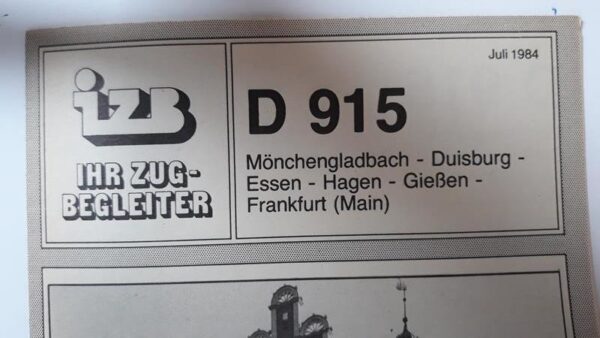 izb
IHR ZUG-
BEGLEITER
Juli 1984
D 915
Mönchengladbach - Duisburg -
Essen - Hagen - Gießen -
Frankfurt (Main)